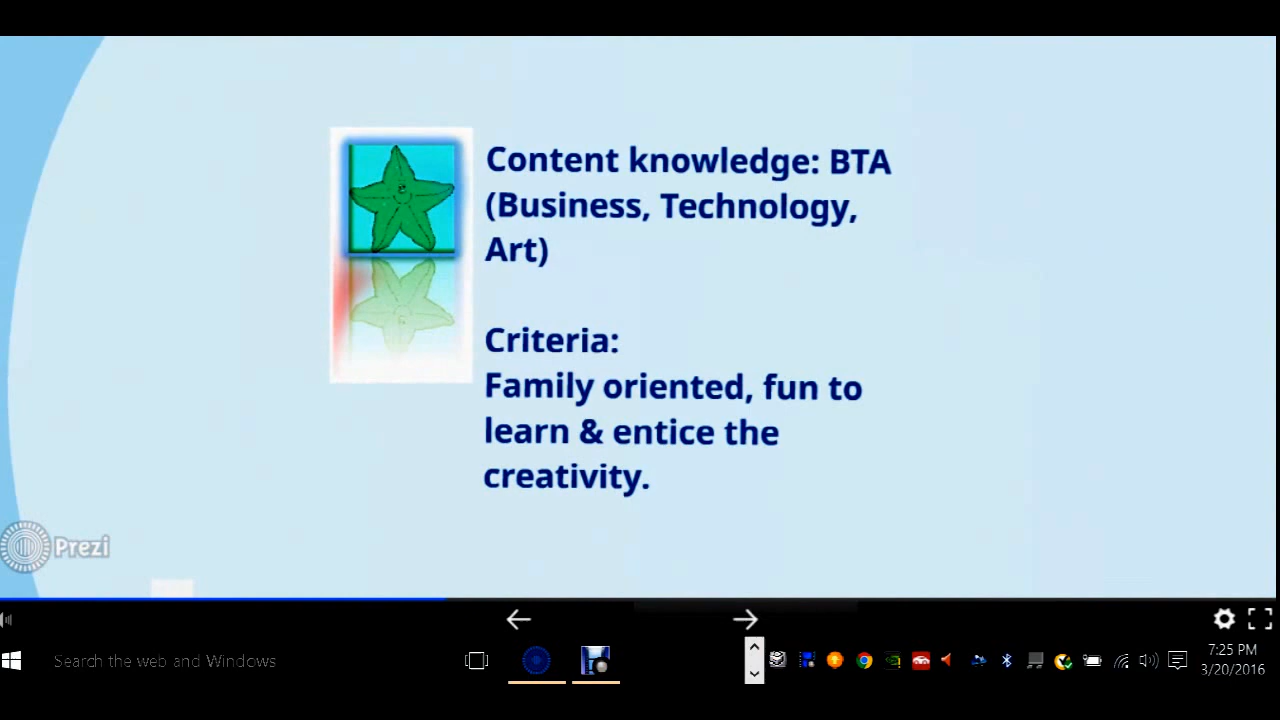 Content knowledge: BTA
(Business, Technology,
Art)
Criteria:
Family oriented, fun to
learn & entice the
creativity.
Prezi
Search the web and Windows
7:25 PM
3/20/2016